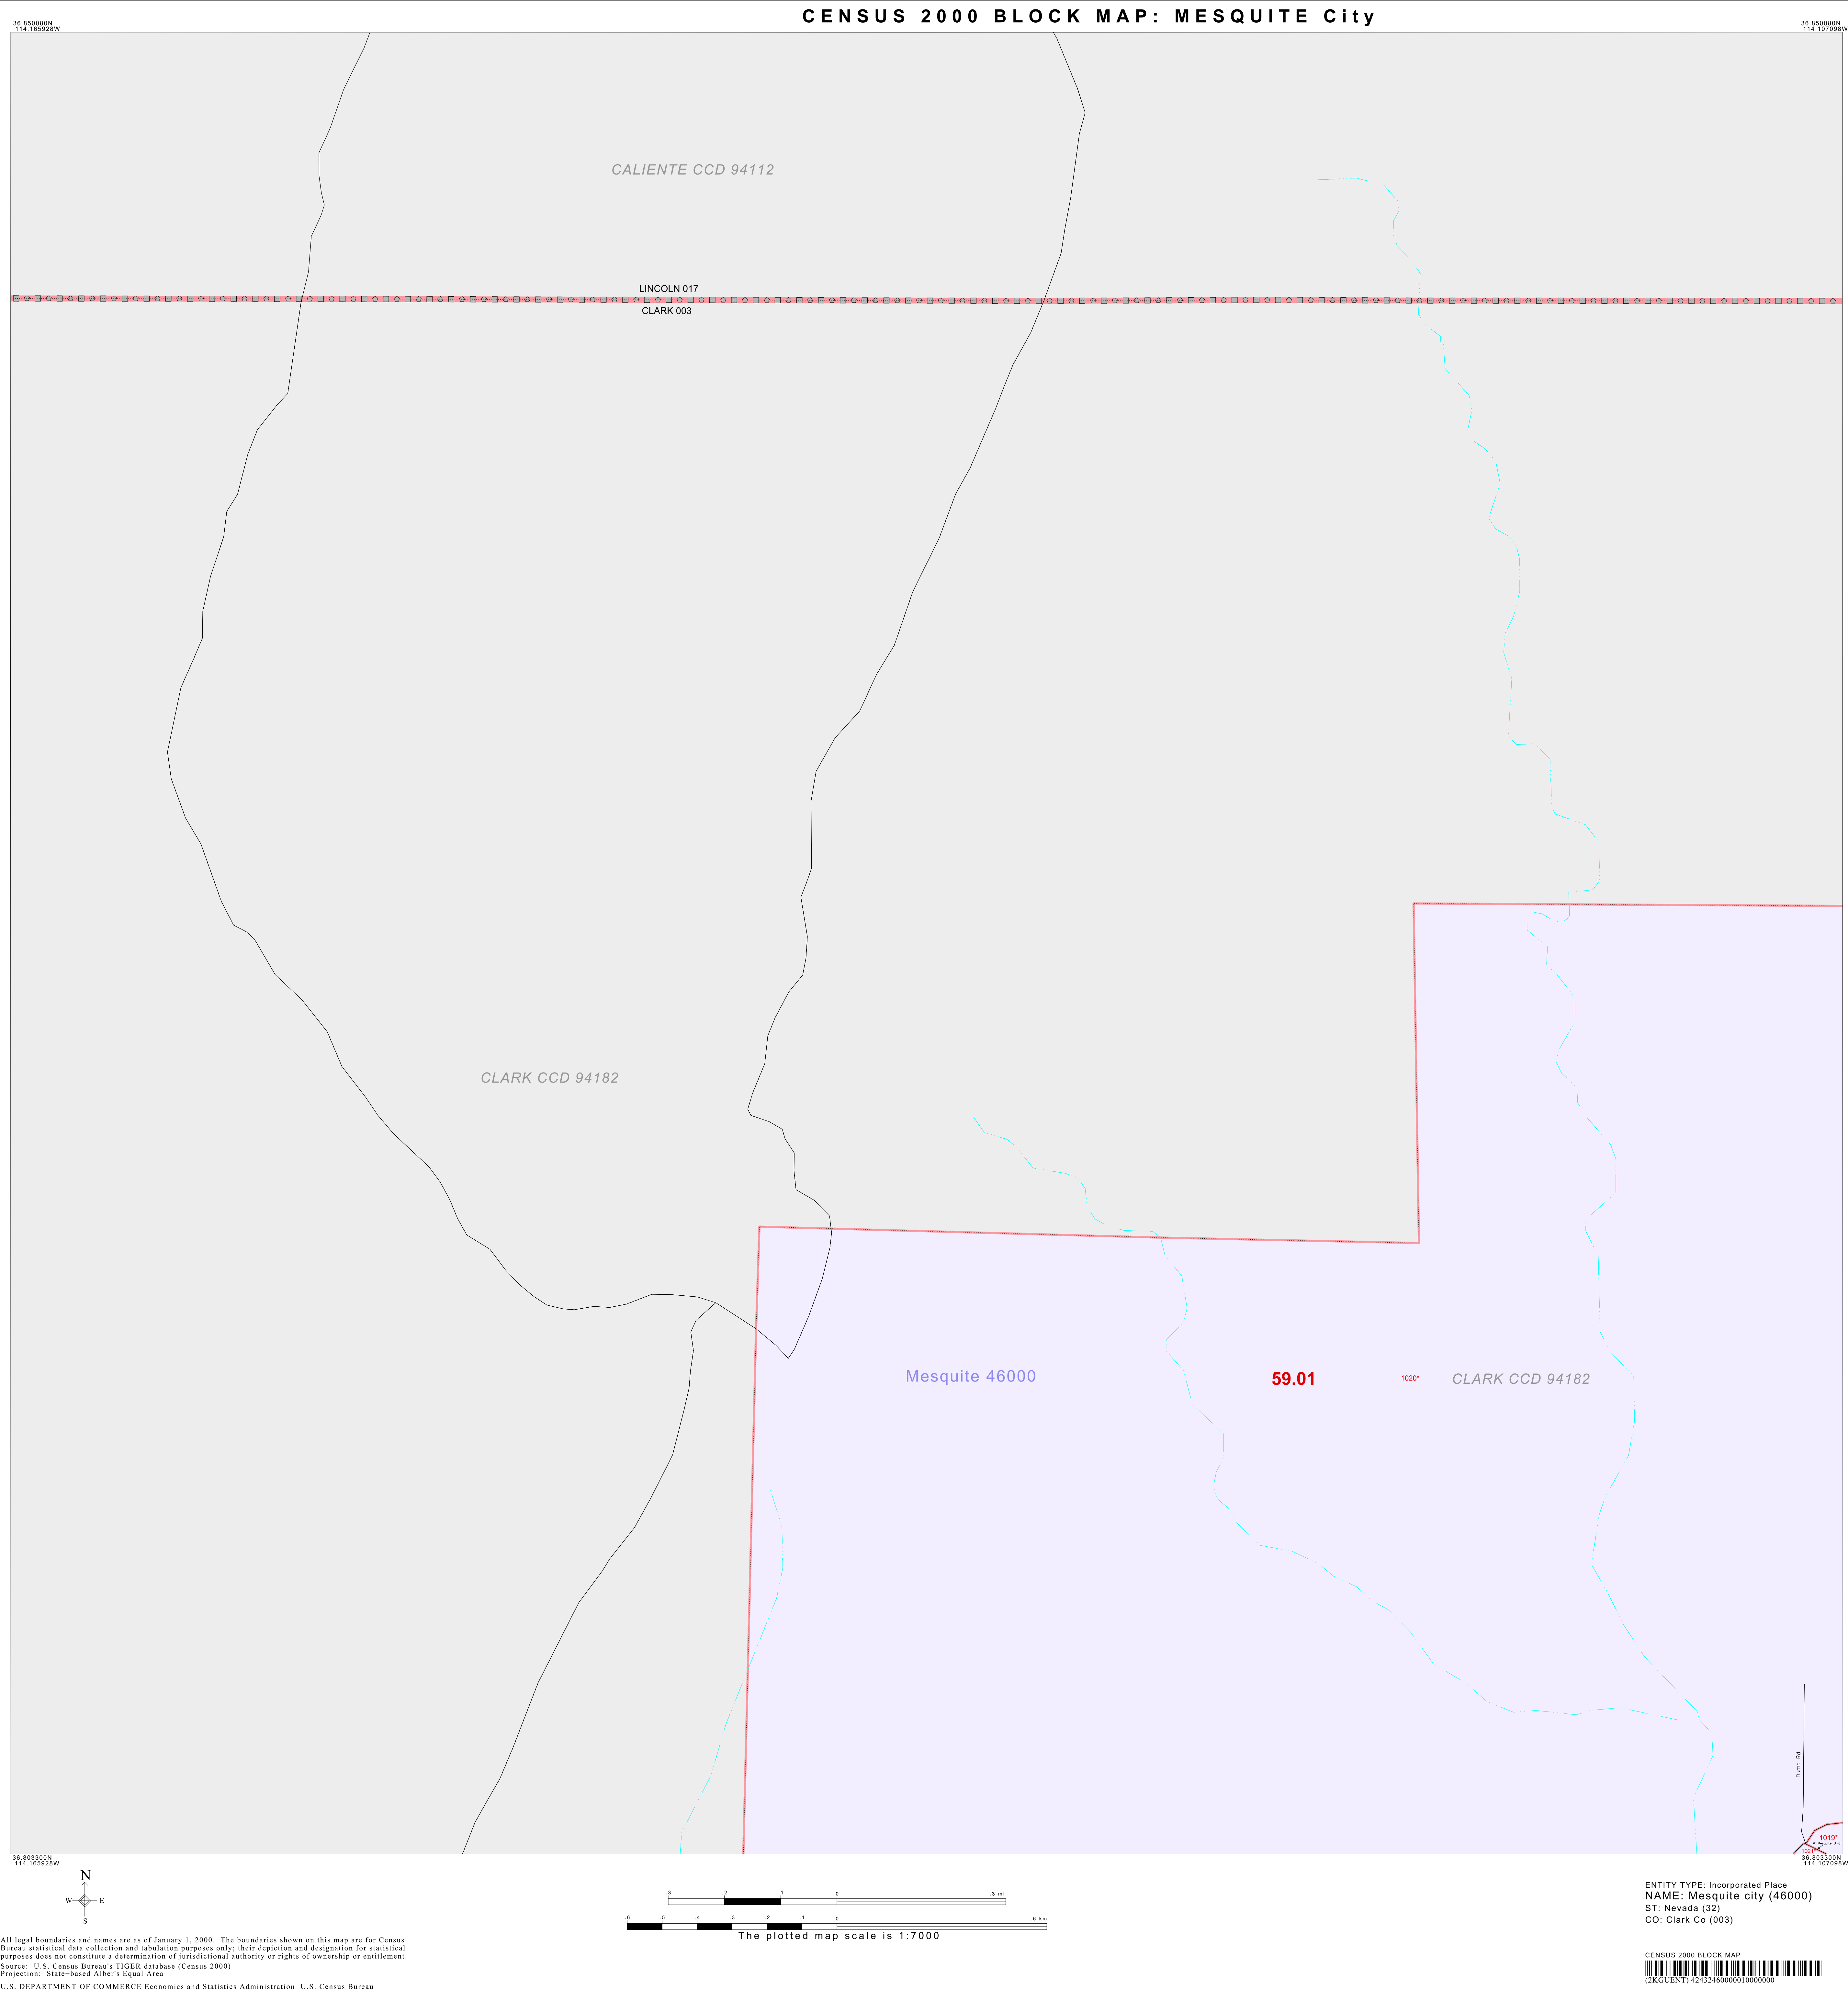 CENSUS 2000 BLOCK MAP: MESQUITE City
36.850080N
114.165928W
36.850080N
114.107098W
CALIENTE CCD 94112
LINCOLN 017
CLARK 003
CLARK CCD 94182
Mesquite 46000
59.01
1020*
CLARK CCD 94182
Dump Rd
1019*
W Mesquite Blvd
1021*
36.803300N
114.165928W
36.803300N
114.107098W
N
W
E
S
.3 .2 .1 0 .3 mi
.6 .5 .4 .3 .2 .1 0 .6 km
The plotted map scale is 1:7000
All legal boundaries and names are as of January 1, 2000. The boundaries shown on this map are for Census
Bureau statistical data collection and tabulation purposes only; their depiction and designation for statistical
purposes does not constitute a determination of jurisdictional authority or rights of ownership or entitlement.
Source: U.S. Census Bureau's TIGER database (Census 2000)
Projection: State-based Alber's Equal Area
U.S. DEPARTMENT OF COMMERCE Economics and Statistics Administration U.S. Census Bureau
ENTITY TYPE: Incorporated Place
NAME: Mesquite city (46000)
ST: Nevada (32)
CO: Clark Co (003)
CENSUS 2000 BLOCK MAP
(2KGUENT) 42432460000010000000